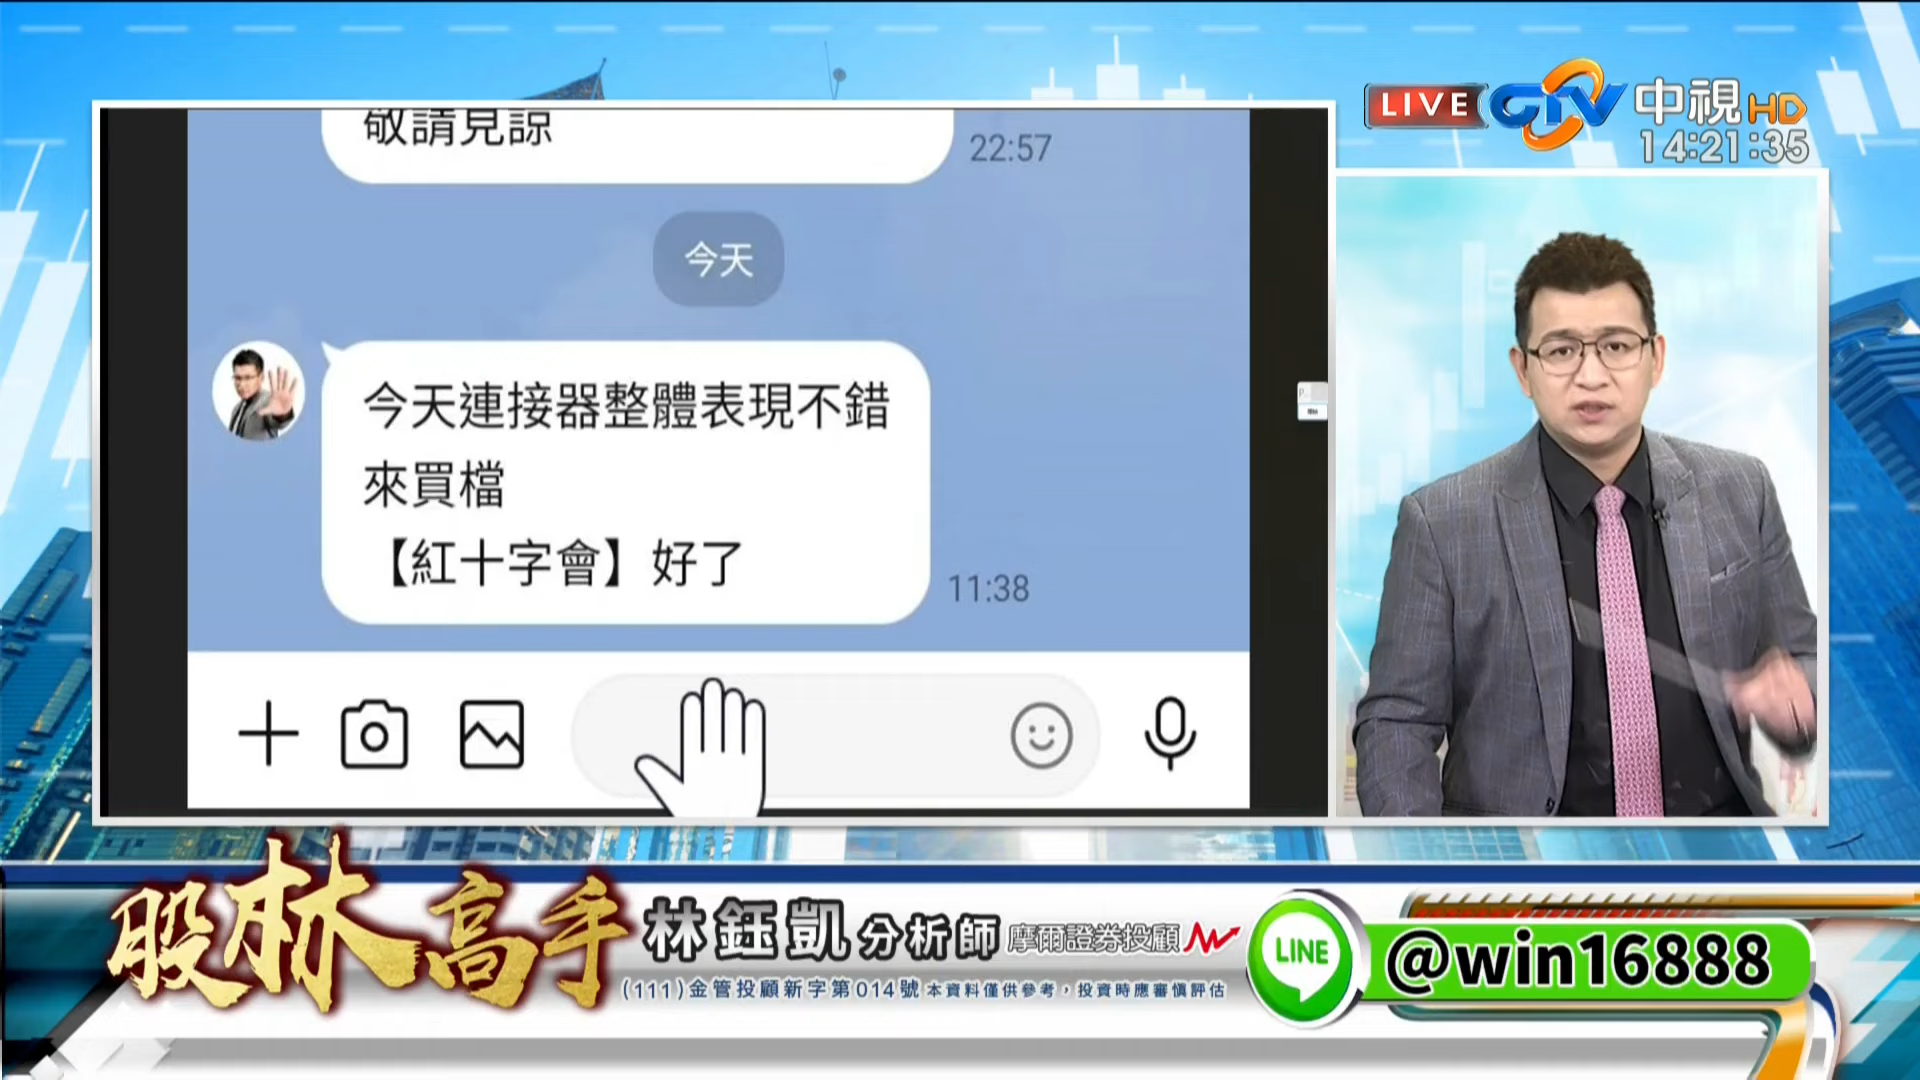 敬請見諒
22:57
今天
今天連接器整體表現不錯
來買檔
【紅十字會】好了
11:38
LIVE CTV 中視HD
14:21:35
股林高手
林鈺凱分析師 摩爾證券投顧
(111)金管投顧新字第014號 本資料僅供參考，投資時應審慎評估
LINE
@win16888